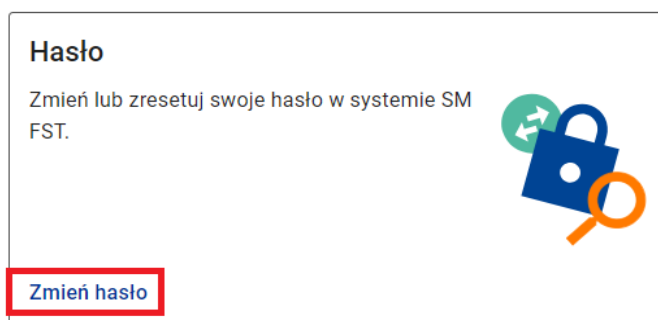 Hasło
Zmień lub zresetuj swoje hasło w systemie SM
FST.
Zmień hasło